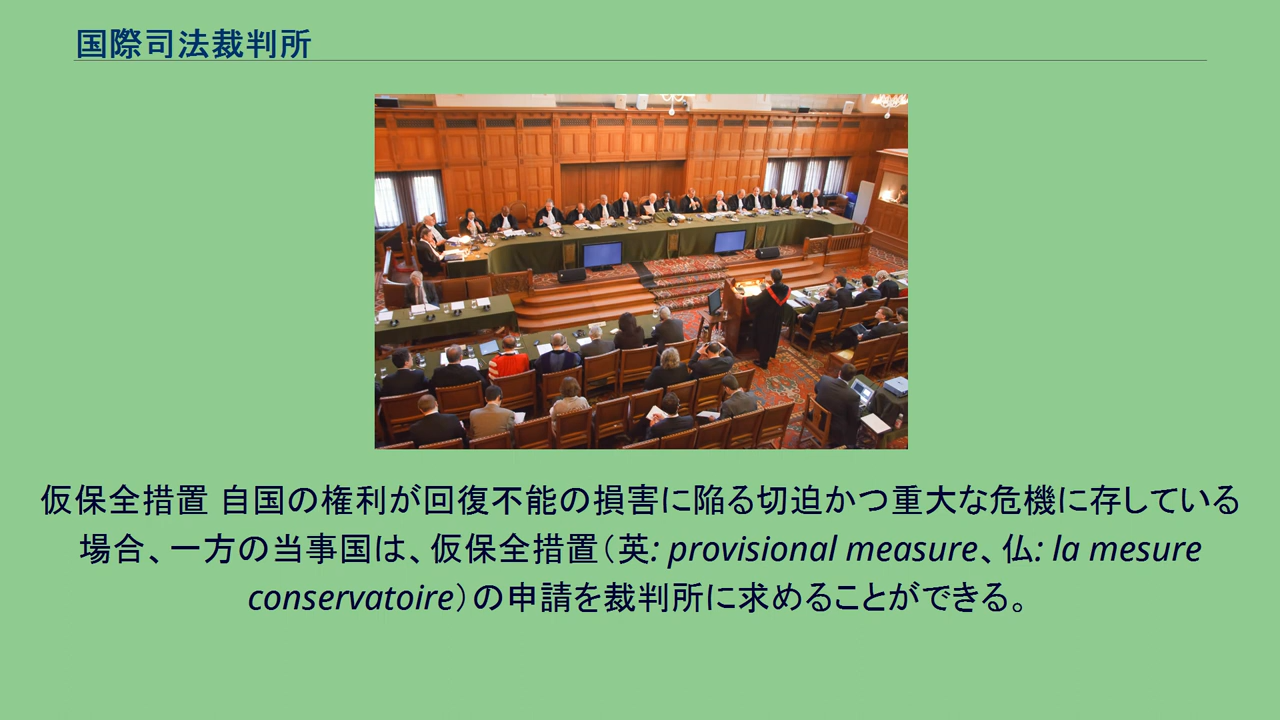 国際司法裁判所
仮保全措置 自国の権利が回復不能の損害に陥る切迫かつ重大な危機に存している
場合、一方の当事国は、仮保全措置（英: provisional measure、仏: la mesure
conservatoire）の申請を裁判所に求めることができる。